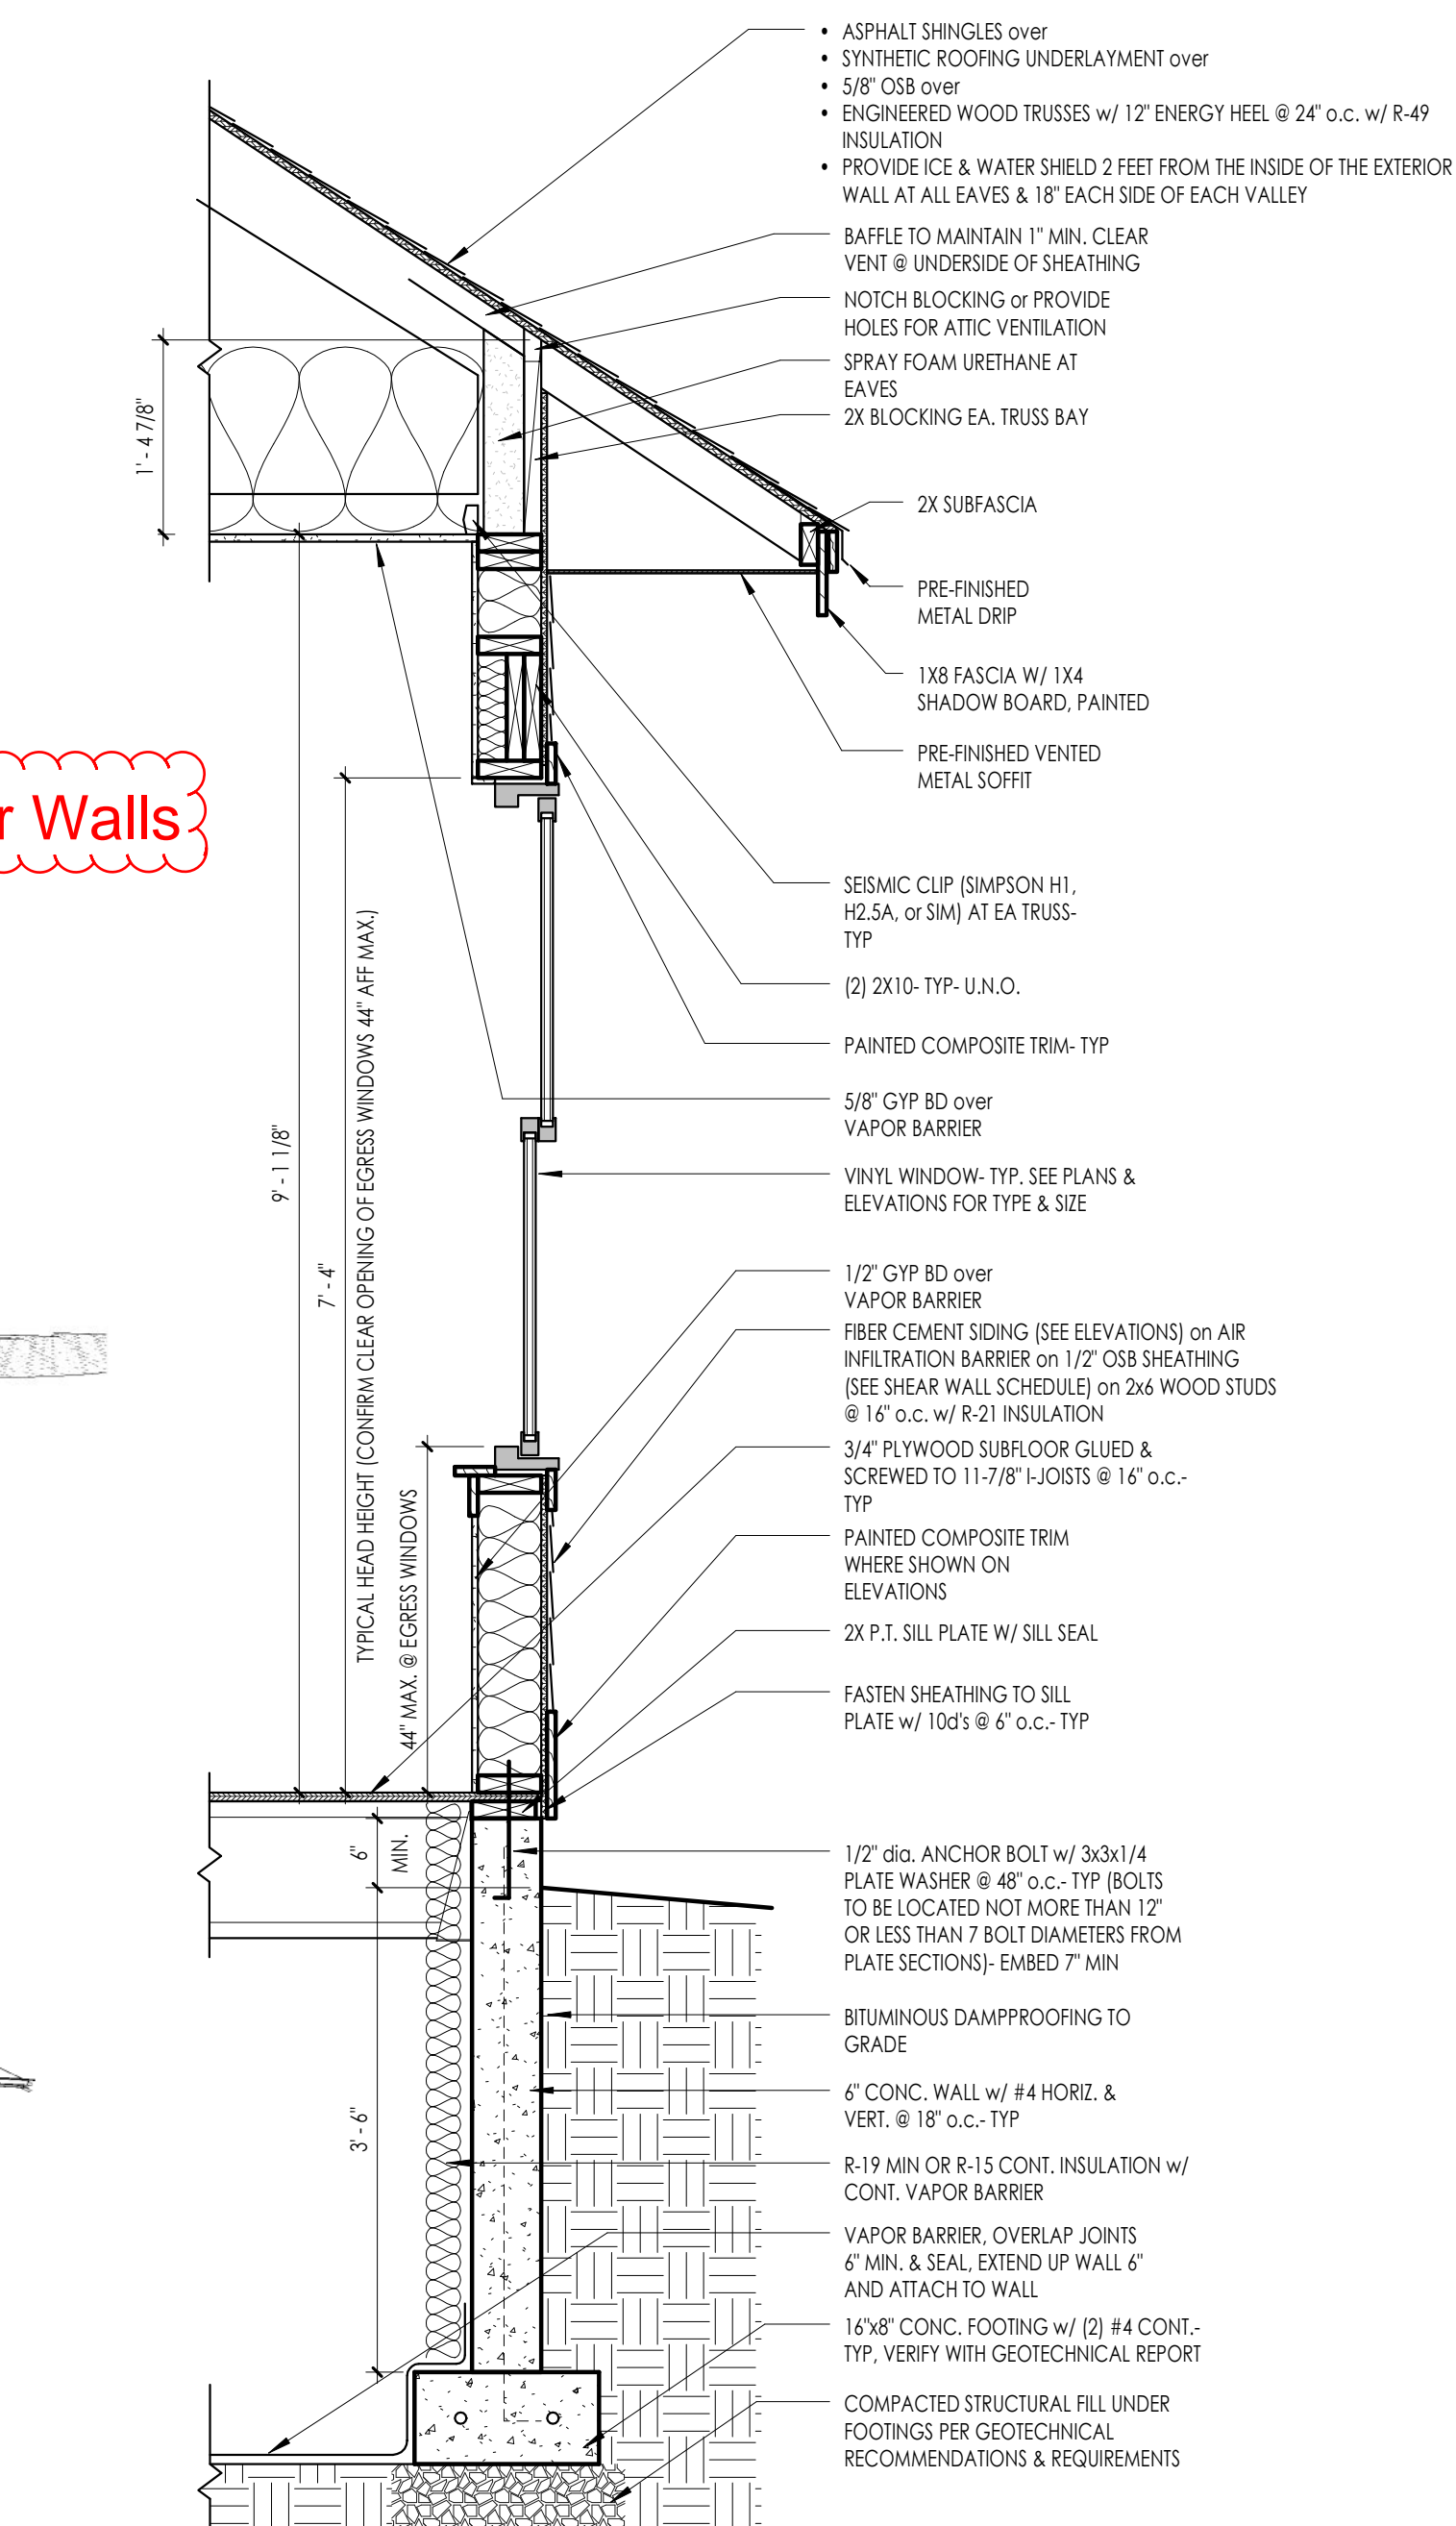 • ASPHALT SHINGLES over
• SYNTHETIC ROOFING UNDERLAYMENT over
• 5/8" OSB over
• ENGINEERED WOOD TRUSSES w/ 12" ENERGY HEEL @ 24" o.c. w/ R-49
INSULATION
• PROVIDE ICE & WATER SHIELD 2 FEET FROM THE INSIDE OF THE EXTERIOR
WALL AT ALL EAVES & 18" EACH SIDE OF EACH VALLEY
BAFFLE TO MAINTAIN 1" MIN. CLEAR
VENT @ UNDERSIDE OF SHEATHING
NOTCH BLOCKING or PROVIDE
HOLES FOR ATTIC VENTILATION
SPRAY FOAM URETHANE AT
EAVES
2X BLOCKING EA. TRUSS BAY
1' - 4 7/8"
2X SUBFASCIA
PRE-FINISHED
METAL DRIP
1X8 FASCIA W/ 1X4
SHADOW BOARD, PAINTED
PRE-FINISHED VENTED
METAL SOFFIT
r Walls
SEISMIC CLIP (SIMPSON H1,
H2.5A, or SIM) AT EA TRUSS-
TYP
(2) 2X10- TYP- U.N.O.
PAINTED COMPOSITE TRIM- TYP
5/8" GYP BD over
VAPOR BARRIER
VINYL WINDOW- TYP. SEE PLANS &
ELEVATIONS FOR TYPE & SIZE
9' - 1 1/8"
7' - 4"
TYPICAL HEAD HEIGHT (CONFIRM CLEAR OPENING OF EGRESS WINDOWS 44" AFF MAX.)
44" MAX. @ EGRESS WINDOWS
1/2" GYP BD over
VAPOR BARRIER
FIBER CEMENT SIDING (SEE ELEVATIONS) on AIR
INFILTRATION BARRIER on 1/2" OSB SHEATHING
(SEE SHEAR WALL SCHEDULE) on 2x6 WOOD STUDS
@ 16" o.c. w/ R-21 INSULATION
3/4" PLYWOOD SUBFLOOR GLUED &
SCREWED TO 11-7/8" I-JOISTS @ 16" o.c.-
TYP
PAINTED COMPOSITE TRIM
WHERE SHOWN ON
ELEVATIONS
2X P.T. SILL PLATE W/ SILL SEAL
FASTEN SHEATHING TO SILL
PLATE w/ 10d's @ 6" o.c.- TYP
6"
MIN.
1/2" dia. ANCHOR BOLT w/ 3x3x1/4
PLATE WASHER @ 48" o.c.- TYP (BOLTS
TO BE LOCATED NOT MORE THAN 12"
OR LESS THAN 7 BOLT DIAMETERS FROM
PLATE SECTIONS)- EMBED 7" MIN
BITUMINOUS DAMPPROOFING TO
GRADE
6" CONC. WALL w/ #4 HORIZ. &
VERT. @ 18" o.c.- TYP
3' - 6"
R-19 MIN OR R-15 CONT. INSULATION w/
CONT. VAPOR BARRIER
VAPOR BARRIER, OVERLAP JOINTS
6" MIN. & SEAL, EXTEND UP WALL 6"
AND ATTACH TO WALL
16"x8" CONC. FOOTING w/ (2) #4 CONT.-
TYP, VERIFY WITH GEOTECHNICAL REPORT
COMPACTED STRUCTURAL FILL UNDER
FOOTINGS PER GEOTECHNICAL
RECOMMENDATIONS & REQUIREMENTS